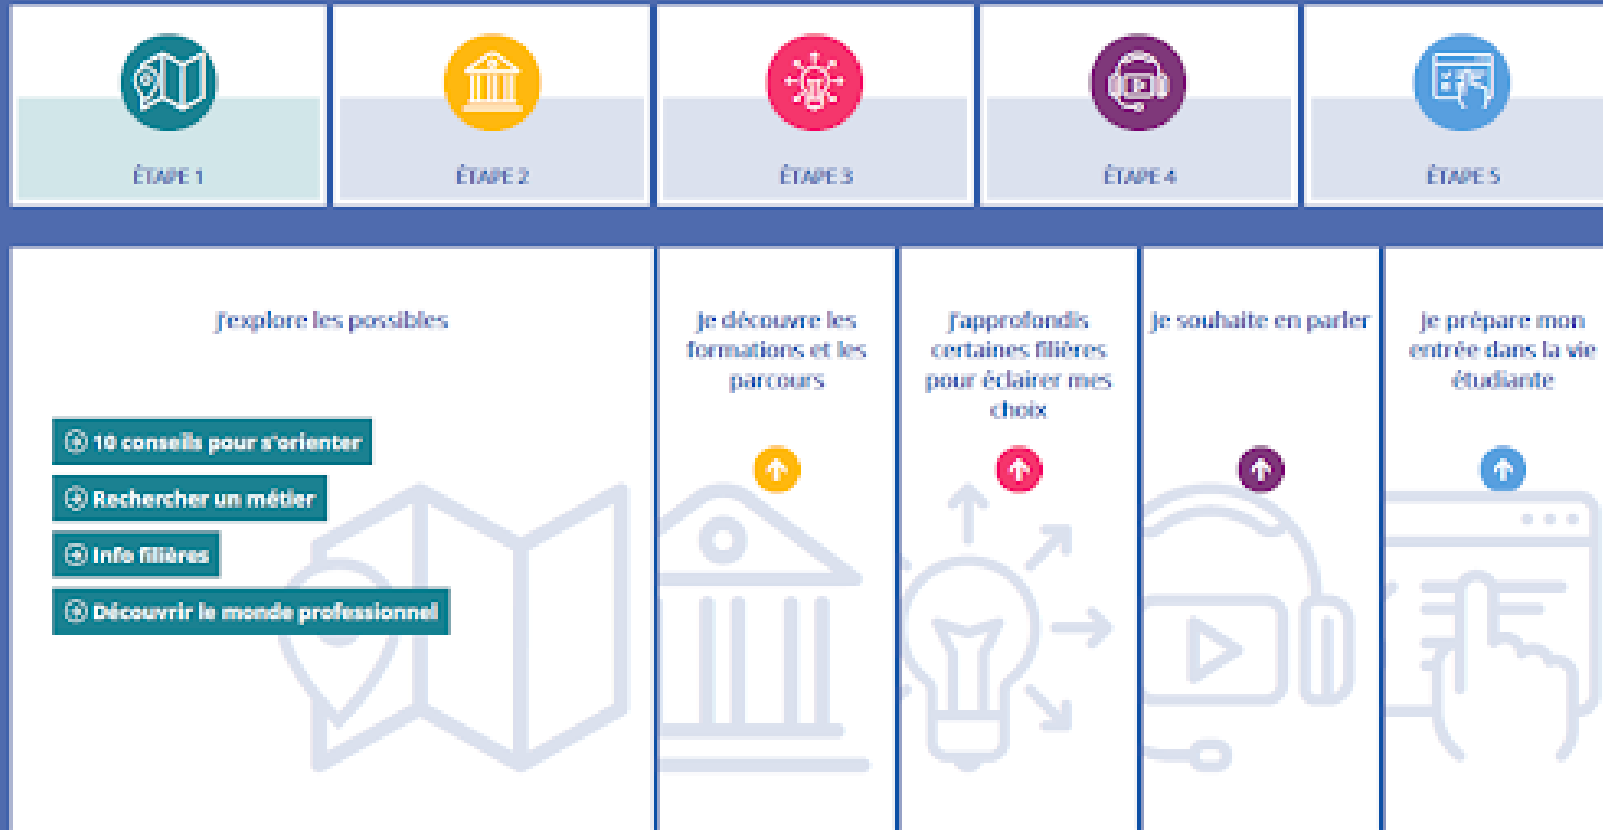 ÉTAPE 1
ÉTAPE 2
ÉTAPE 3
ÉTAPE 4
ÉTAPE 5
J'explore les possibles
10 conseils pour s'orienter
Rechercher un métier
Info filières
Découvrir le monde professionnel
Je découvre les
formations et les
parcours
J'approfondis
certaines filières
pour éclairer mes
choix
Je souhaite en parler
Je prépare mon
entrée dans la vie
étudiante